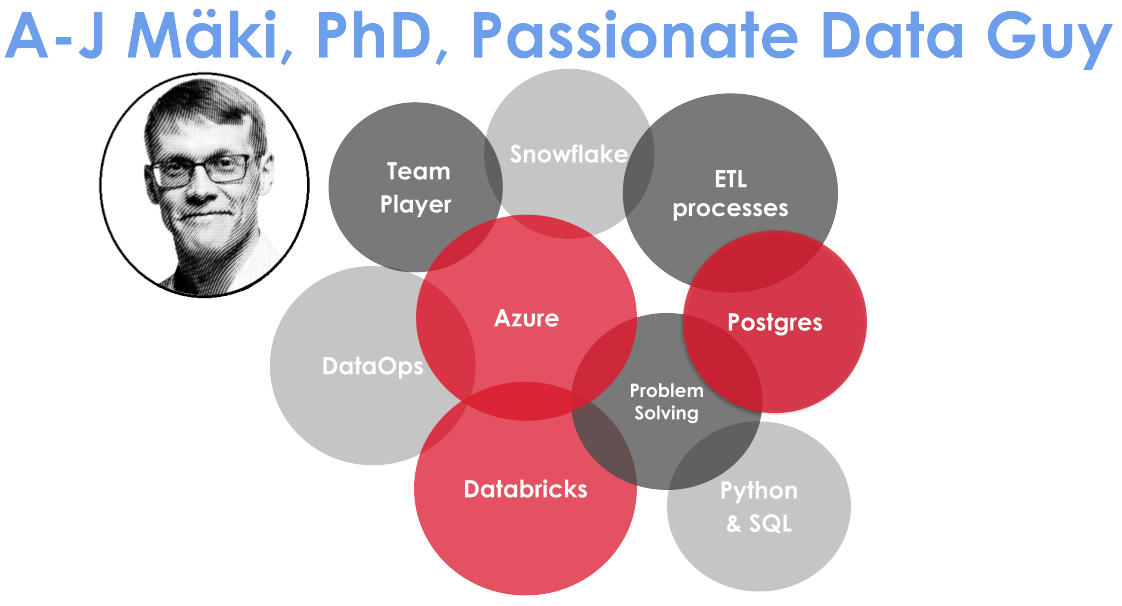 A-J Mäki, PhD, Passionate Data Guy
Team
Player
Snowflake
ETL
processes
Azure
Postgres
DataOps
Problem
Solving
Databricks
Python
& SQL